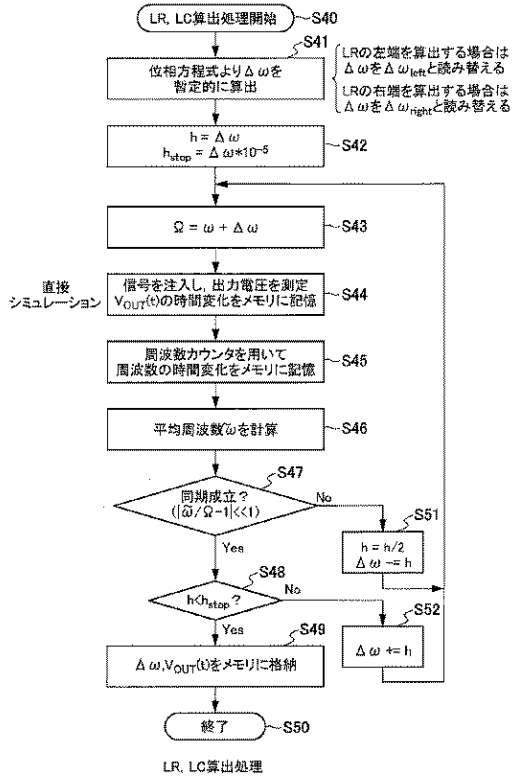 LR, LC算出処理開始
S40
S41
位相方程式よりΔωを
暫定的に算出
LRの左端を算出する場合は
ΔωをΔωleftと読み替える
LRの右端を算出する場合は
ΔωをΔωrightと読み替える
h = Δω
hstop = Δω*10⁻⁵
S42
Ω = ω + Δω
S43
直接
シミュレーション
信号を注入し, 出力電圧を測定
VOUT(t)の時間変化をメモリに記憶
S44
周波数カウンタを用いて
周波数の時間変化をメモリに記憶
S45
平均周波数ω̃を計算
S46
S47
同期成立?
(|ω̃/Ω-1|<<1)
No
Yes
S51
h = h/2
Δω -= h
S48
h<hstop?
No
Yes
S52
Δω += h
S49
Δω,VOUT(t)をメモリに格納
終了
S50
LR, LC算出処理